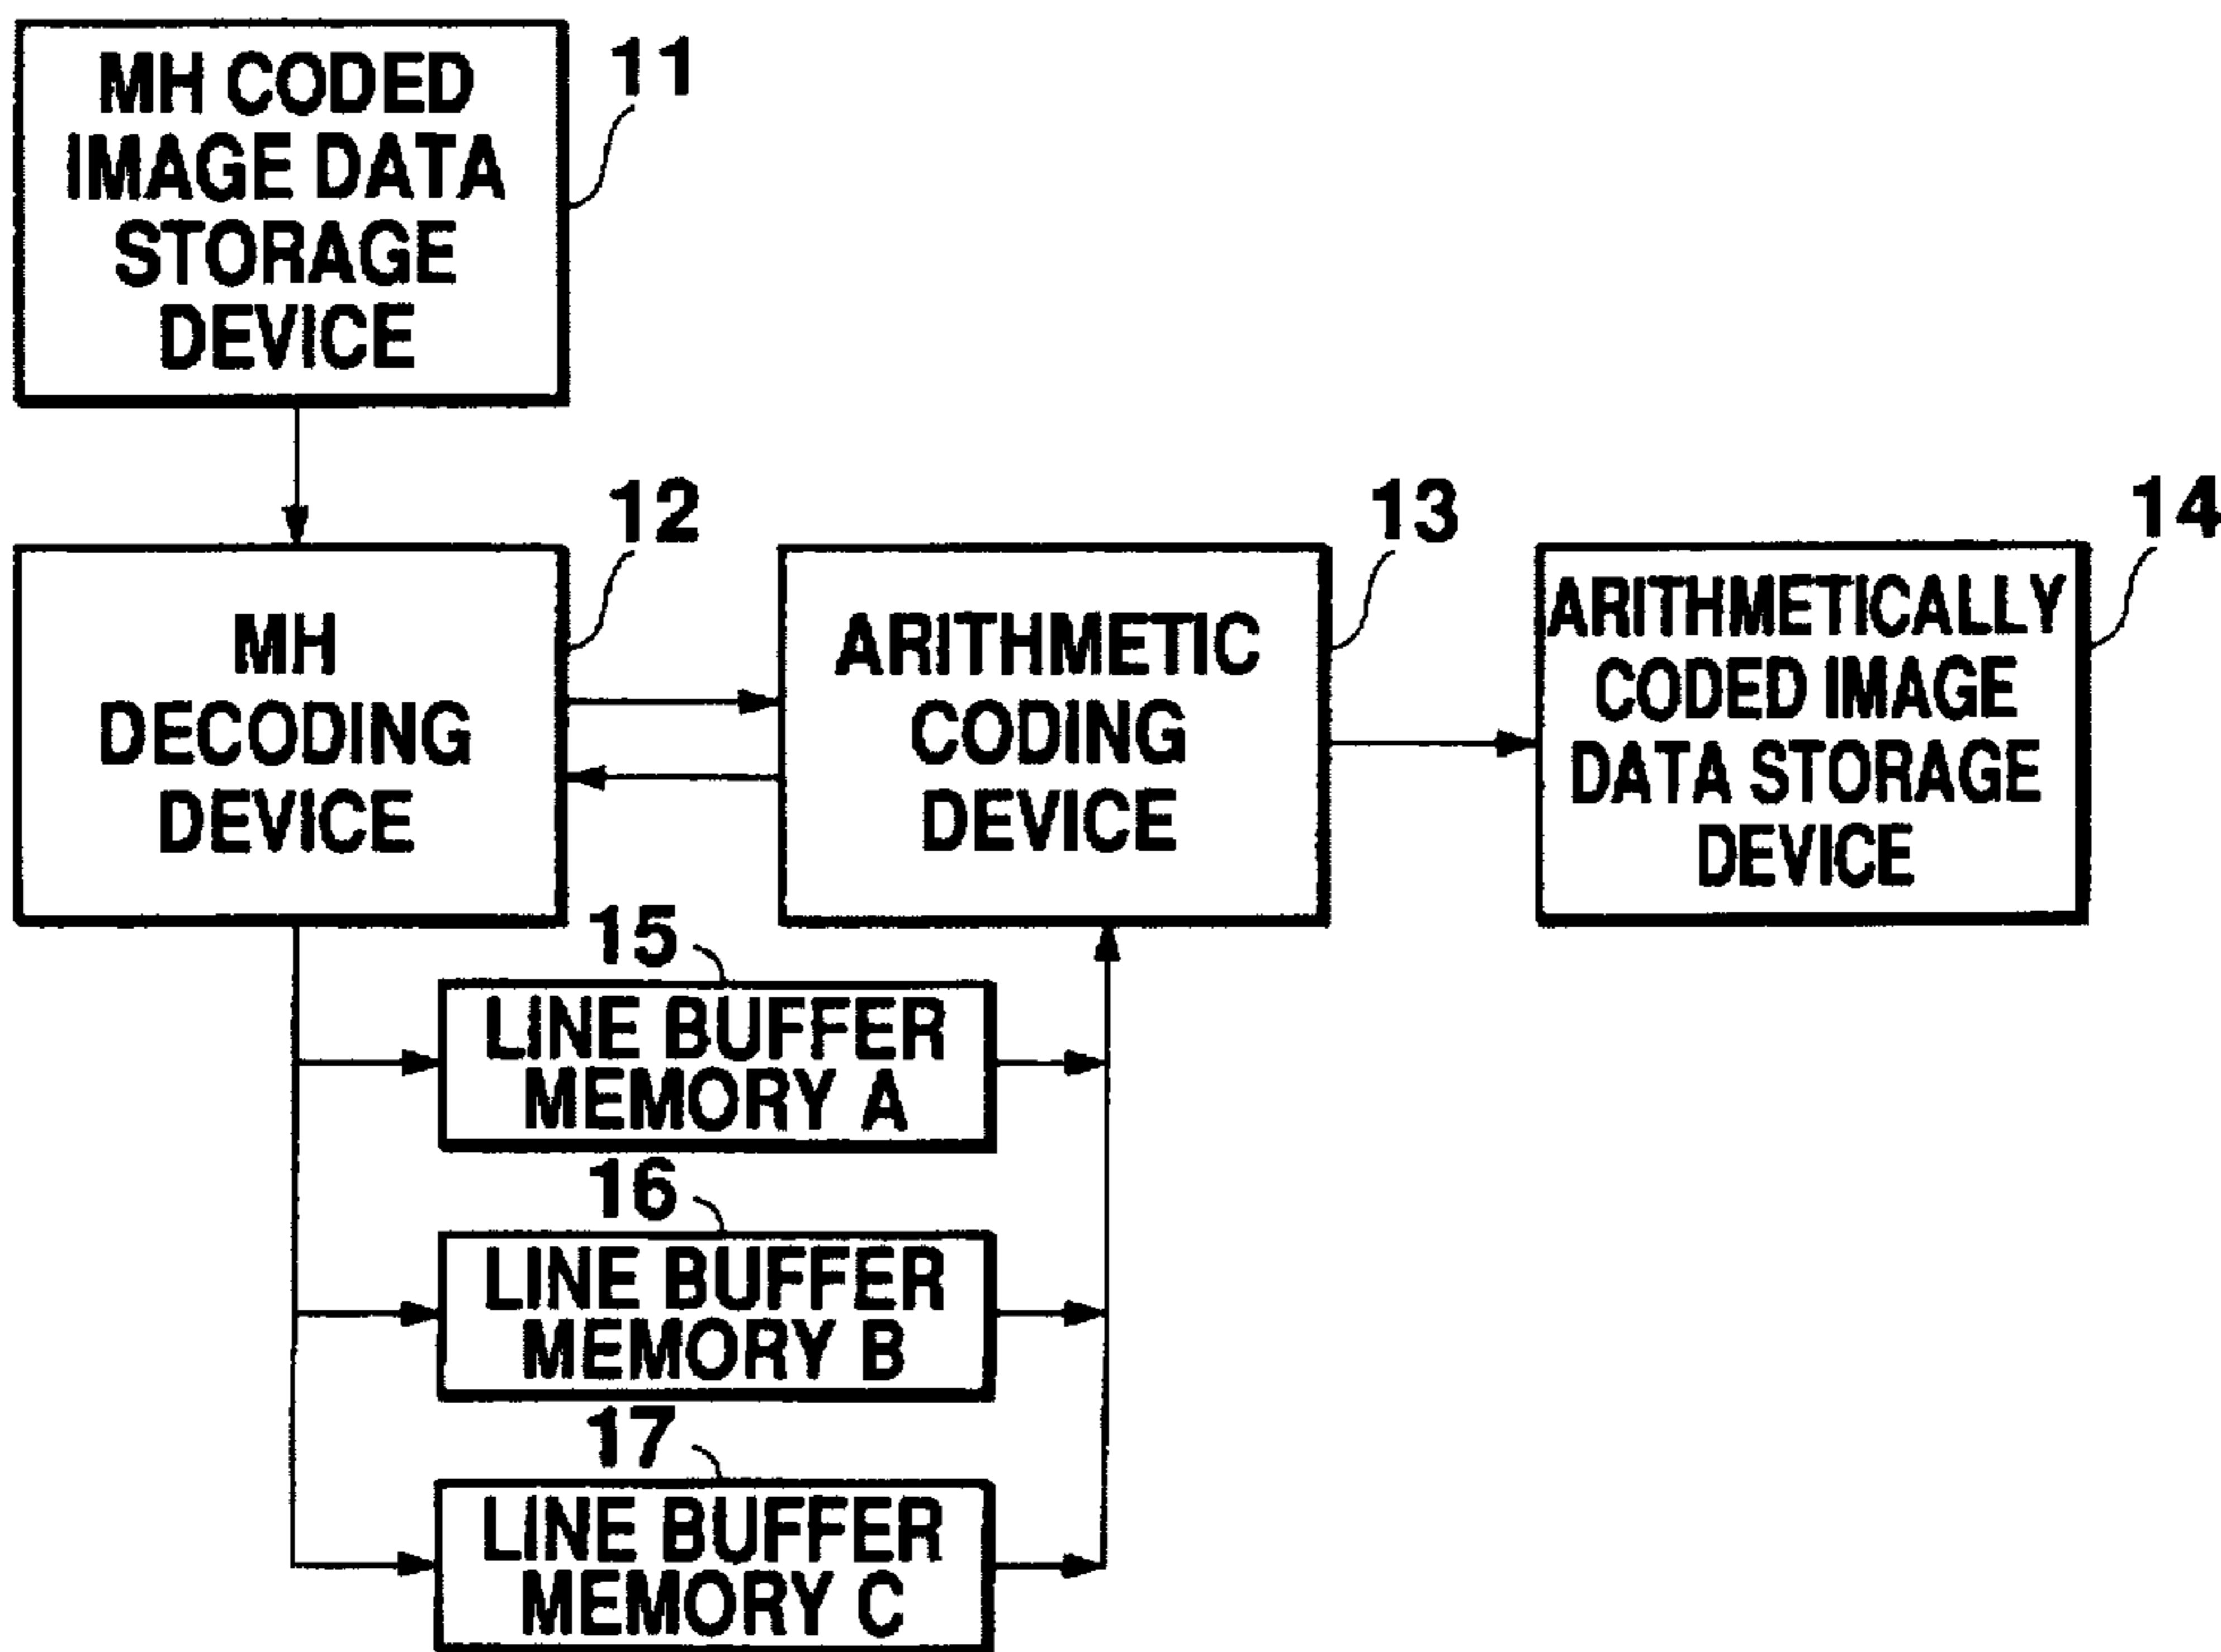 MH CODED
IMAGE DATA
STORAGE
DEVICE
11
MH
DECODING
DEVICE
12
ARITHMETIC
CODING
DEVICE
13
ARITHMETICALLY
CODED IMAGE
DATA STORAGE
DEVICE
14
15
LINE BUFFER
MEMORY A
16
LINE BUFFER
MEMORY B
17
LINE BUFFER
MEMORY C